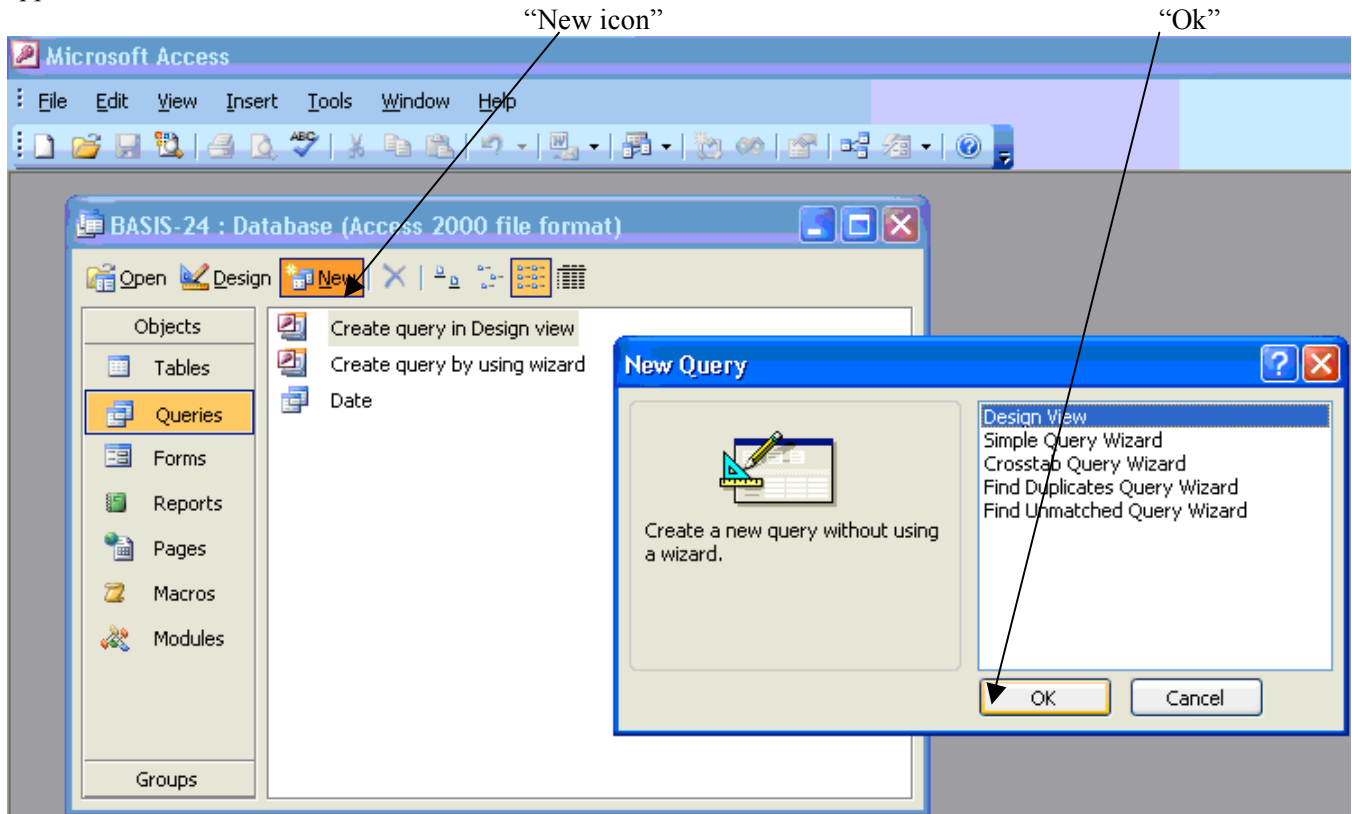 “New icon” “Ok”
Microsoft Access
File Edit View Insert Tools Window Help
ABC
W
BASIS-24 : Database (Access 2000 file format)
Open Design New
Objects
Tables
Queries
Forms
Reports
Pages
Macros
Modules
Groups
Create query in Design view
Create query by using wizard
Date
New Query
Create a new query without using
a wizard.
Design View
Simple Query Wizard
Crosstab Query Wizard
Find Duplicates Query Wizard
Find Unmatched Query Wizard
OK Cancel